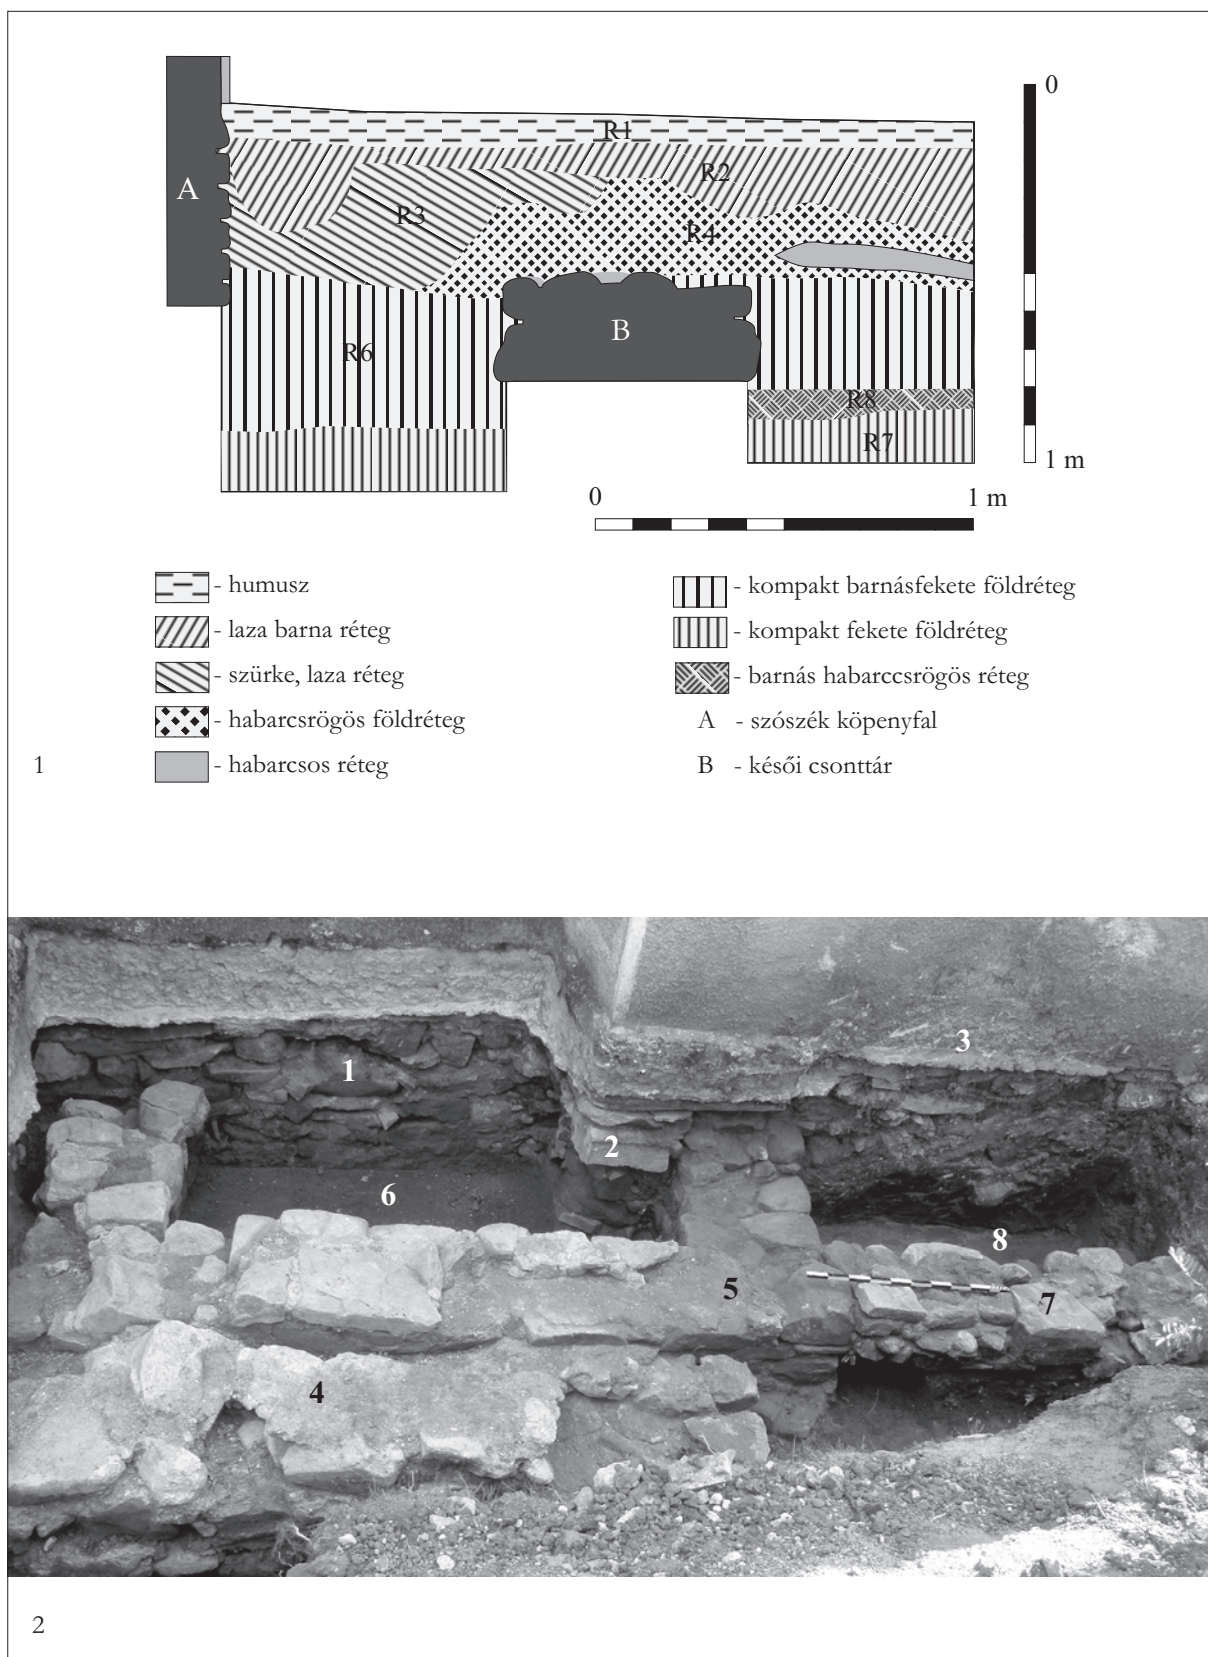 0
A
R1
R2
R3
R4
B
R6
R8
R7
1 m
0 1 m
- humusz
- laza barna réteg
- szürke, laza réteg
- habarcsrögös földréteg
- habarcsos réteg
- kompakt barnásfekete földréteg
- kompakt fekete földréteg
- barnás habarccsrögös réteg
A - szószék köpenyfal
B - késői csonttár
1
3
1
2
6
8
5
7
4
2